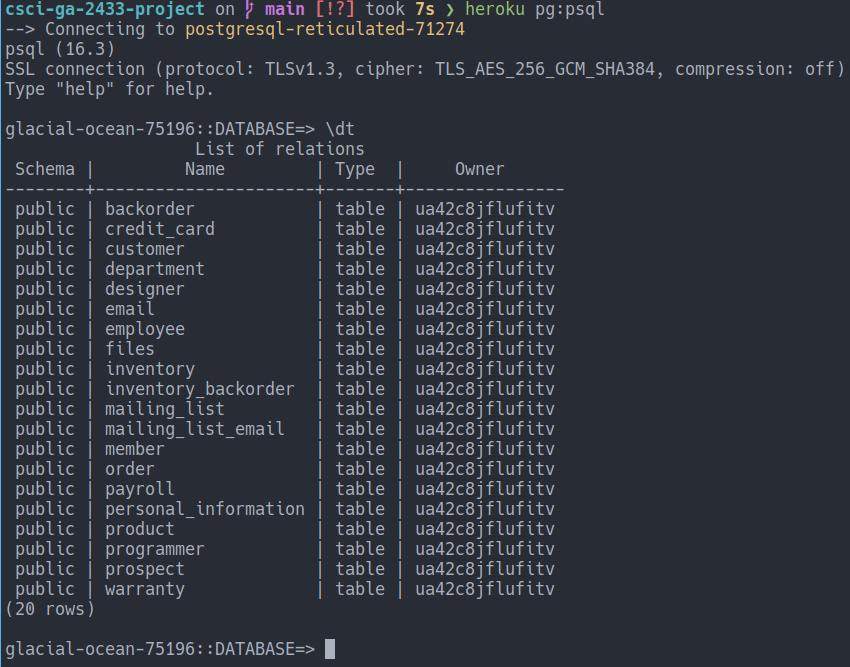 csci-ga-2433-project on  main [!?] took 7s ❯ heroku pg:psql
--> Connecting to postgresql-reticulated-71274
psql (16.3)
SSL connection (protocol: TLSv1.3, cipher: TLS_AES_256_GCM_SHA384, compression: off)
Type "help" for help.

glacial-ocean-75196::DATABASE=> \dt
                   List of relations
 Schema |         Name         | Type  |     Owner
--------+----------------------+-------+----------------
 public | backorder            | table | ua42c8jflufitv
 public | credit_card          | table | ua42c8jflufitv
 public | customer             | table | ua42c8jflufitv
 public | department           | table | ua42c8jflufitv
 public | designer             | table | ua42c8jflufitv
 public | email                | table | ua42c8jflufitv
 public | employee             | table | ua42c8jflufitv
 public | files                | table | ua42c8jflufitv
 public | inventory            | table | ua42c8jflufitv
 public | inventory_backorder  | table | ua42c8jflufitv
 public | mailing_list         | table | ua42c8jflufitv
 public | mailing_list_email   | table | ua42c8jflufitv
 public | member               | table | ua42c8jflufitv
 public | order                | table | ua42c8jflufitv
 public | payroll              | table | ua42c8jflufitv
 public | personal_information | table | ua42c8jflufitv
 public | product              | table | ua42c8jflufitv
 public | programmer           | table | ua42c8jflufitv
 public | prospect             | table | ua42c8jflufitv
 public | warranty             | table | ua42c8jflufitv
(20 rows)

glacial-ocean-75196::DATABASE=>